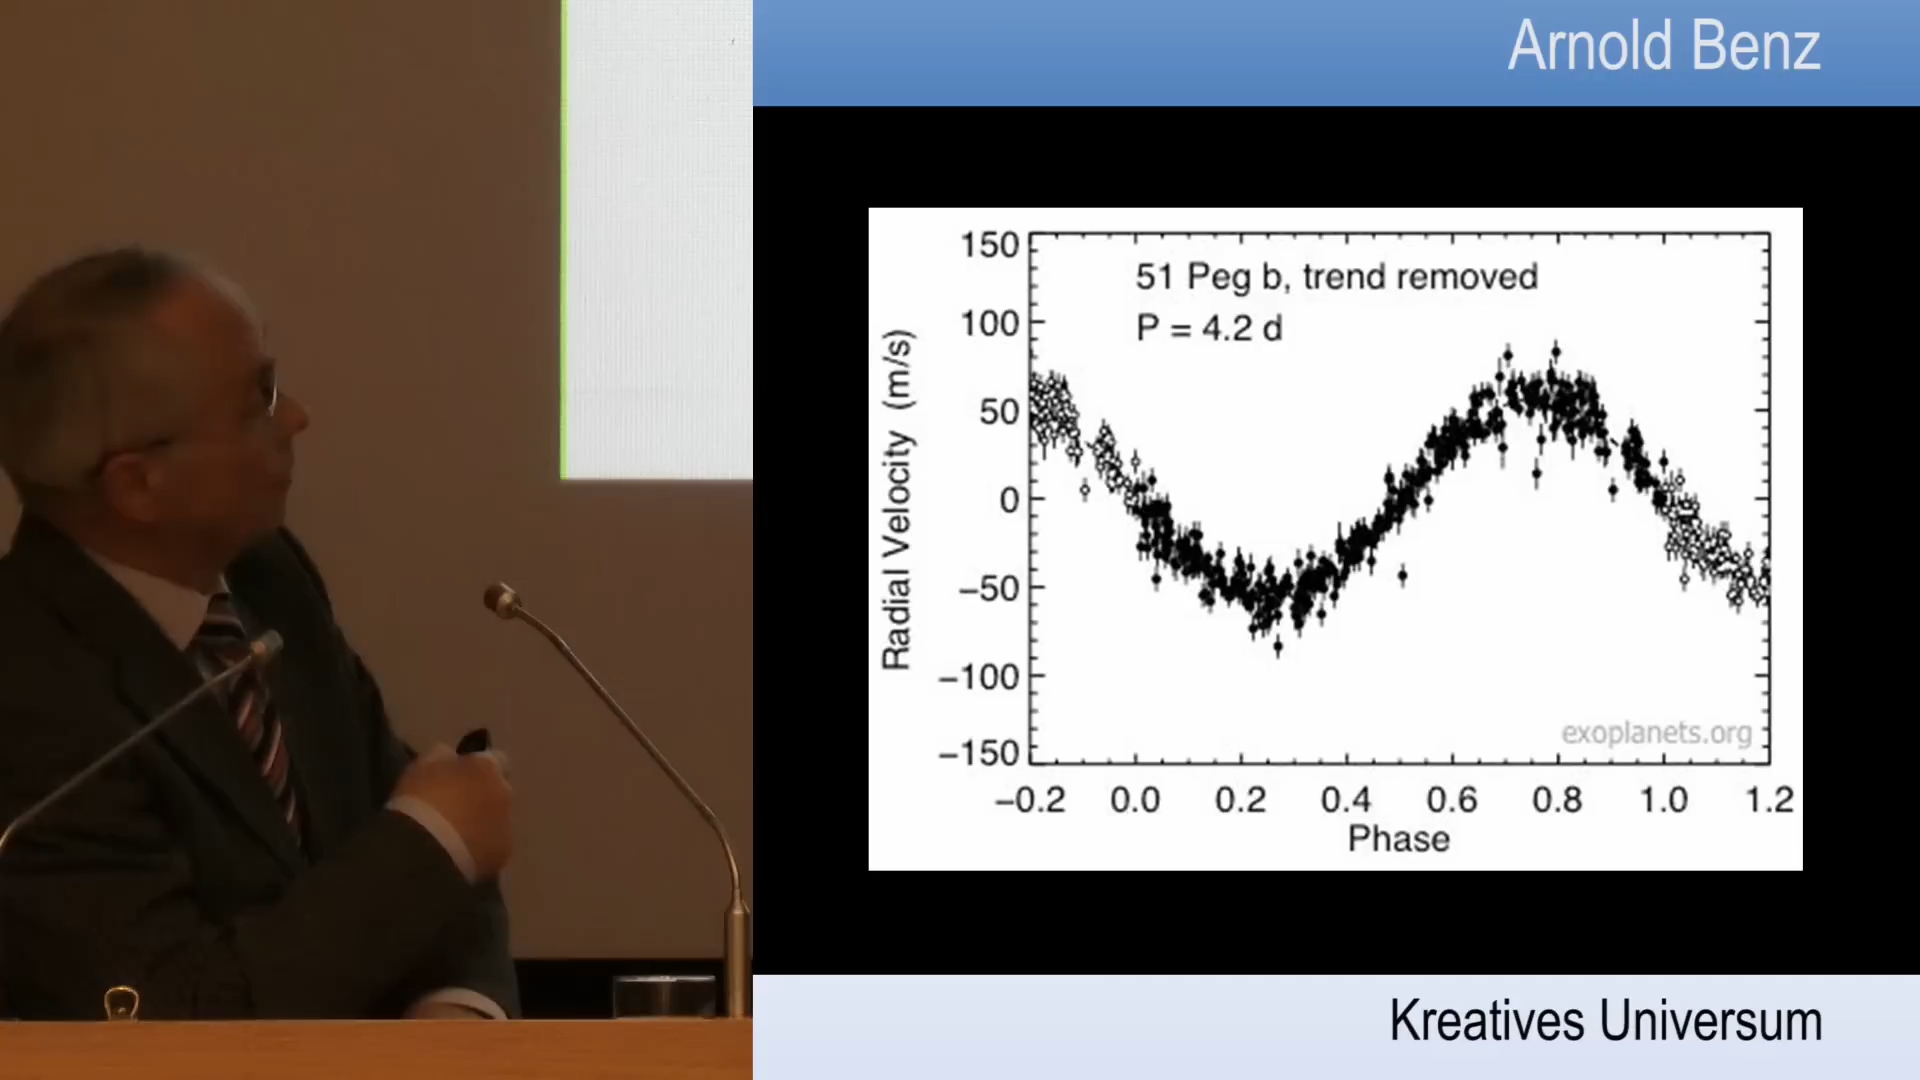 Arnold Benz
51 Peg b, trend removed
P = 4.2 d
Radial Velocity (m/s)
150
100
50
0
−50
−100
−150
exoplanets.org
−0.2 0.0 0.2 0.4 0.6 0.8 1.0 1.2
Phase
Kreatives Universum